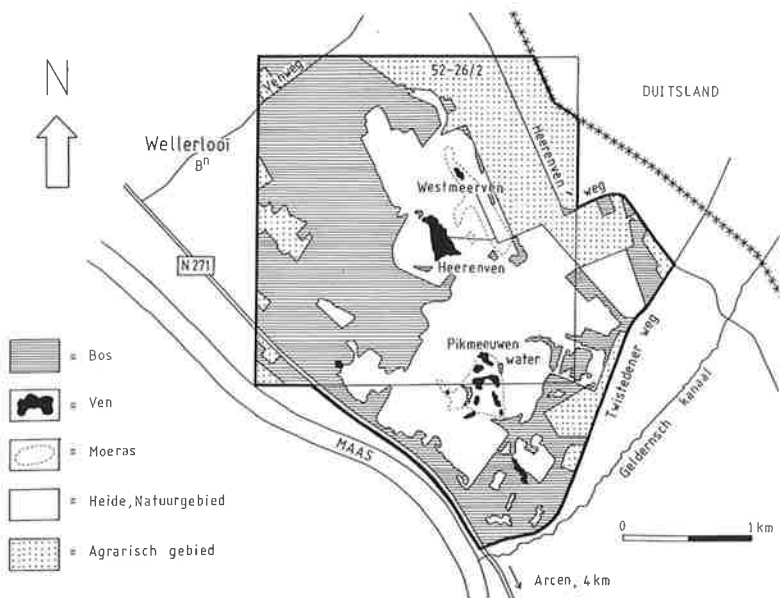 N
Venweg
52-26/2
DUITSLAND
Wellerlooi
Bⁿ
Heerenven
weg
Westmeerven
N 271
Heerenven
Pikmeeuwen
water
Twistedener weg
Geldernsch kanaal
MAAS
= Bos
= Ven
= Moeras
= Heide, Natuurgebied
= Agrarisch gebied
0 1 km
Arcen, 4 km